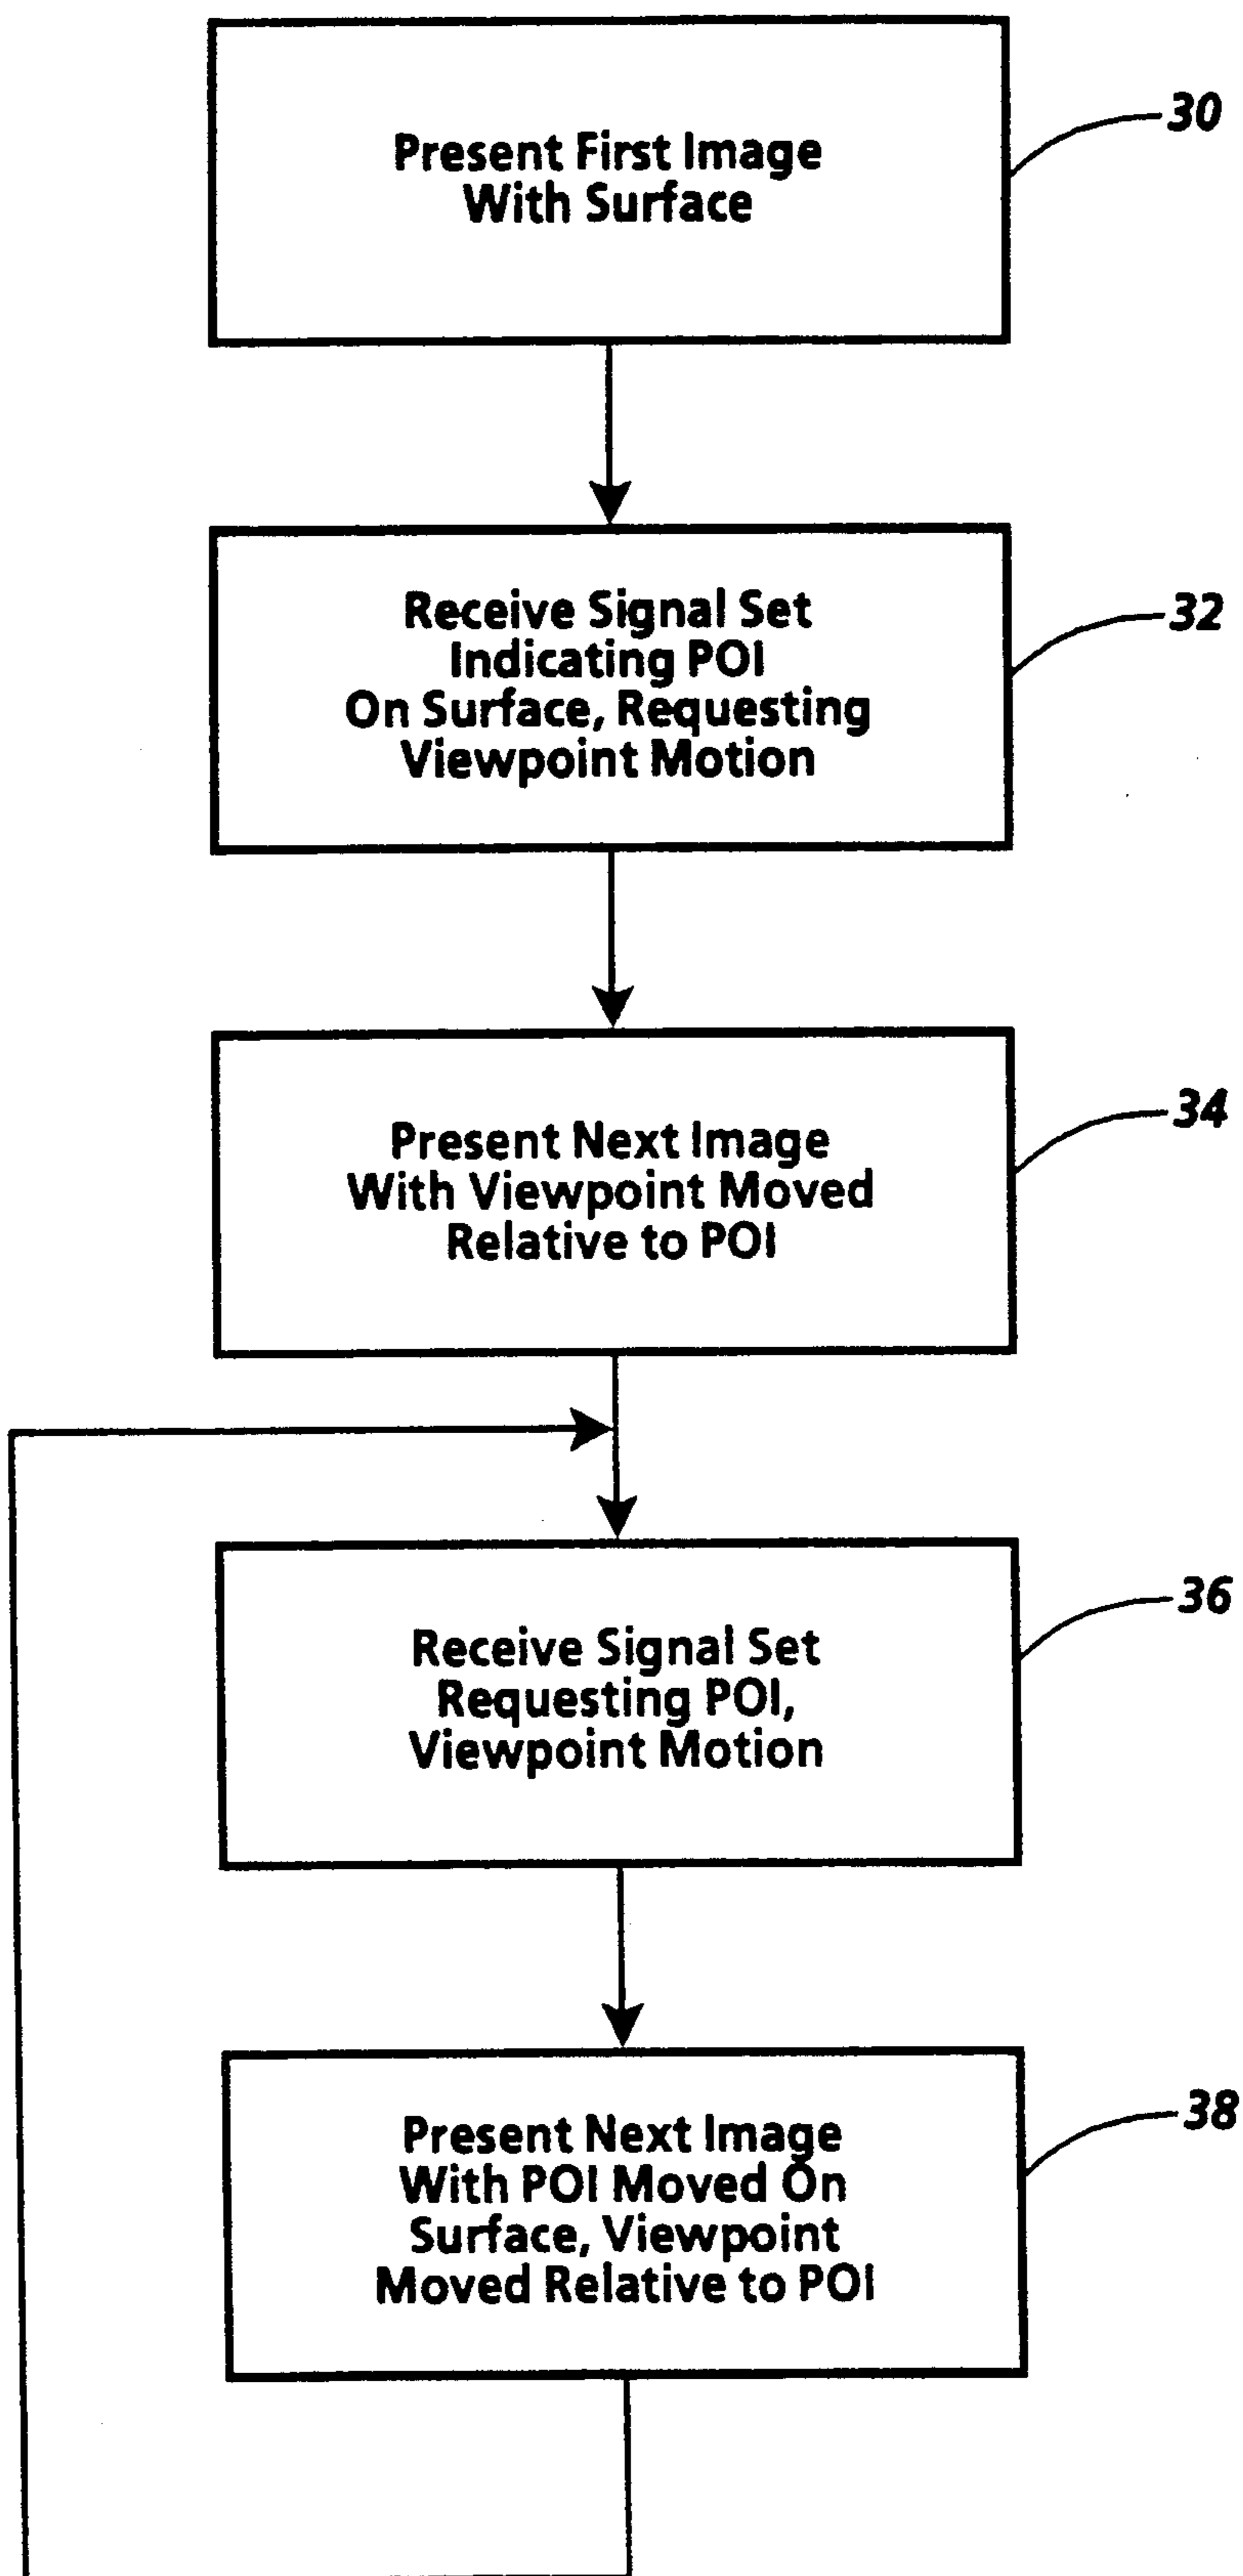 Present First Image
With Surface
30
Receive Signal Set
Indicating POI
On Surface, Requesting
Viewpoint Motion
32
Present Next Image
With Viewpoint Moved
Relative to POI
34
Receive Signal Set
Requesting POI,
Viewpoint Motion
36
Present Next Image
With POI Moved On
Surface, Viewpoint
Moved Relative to POI
38